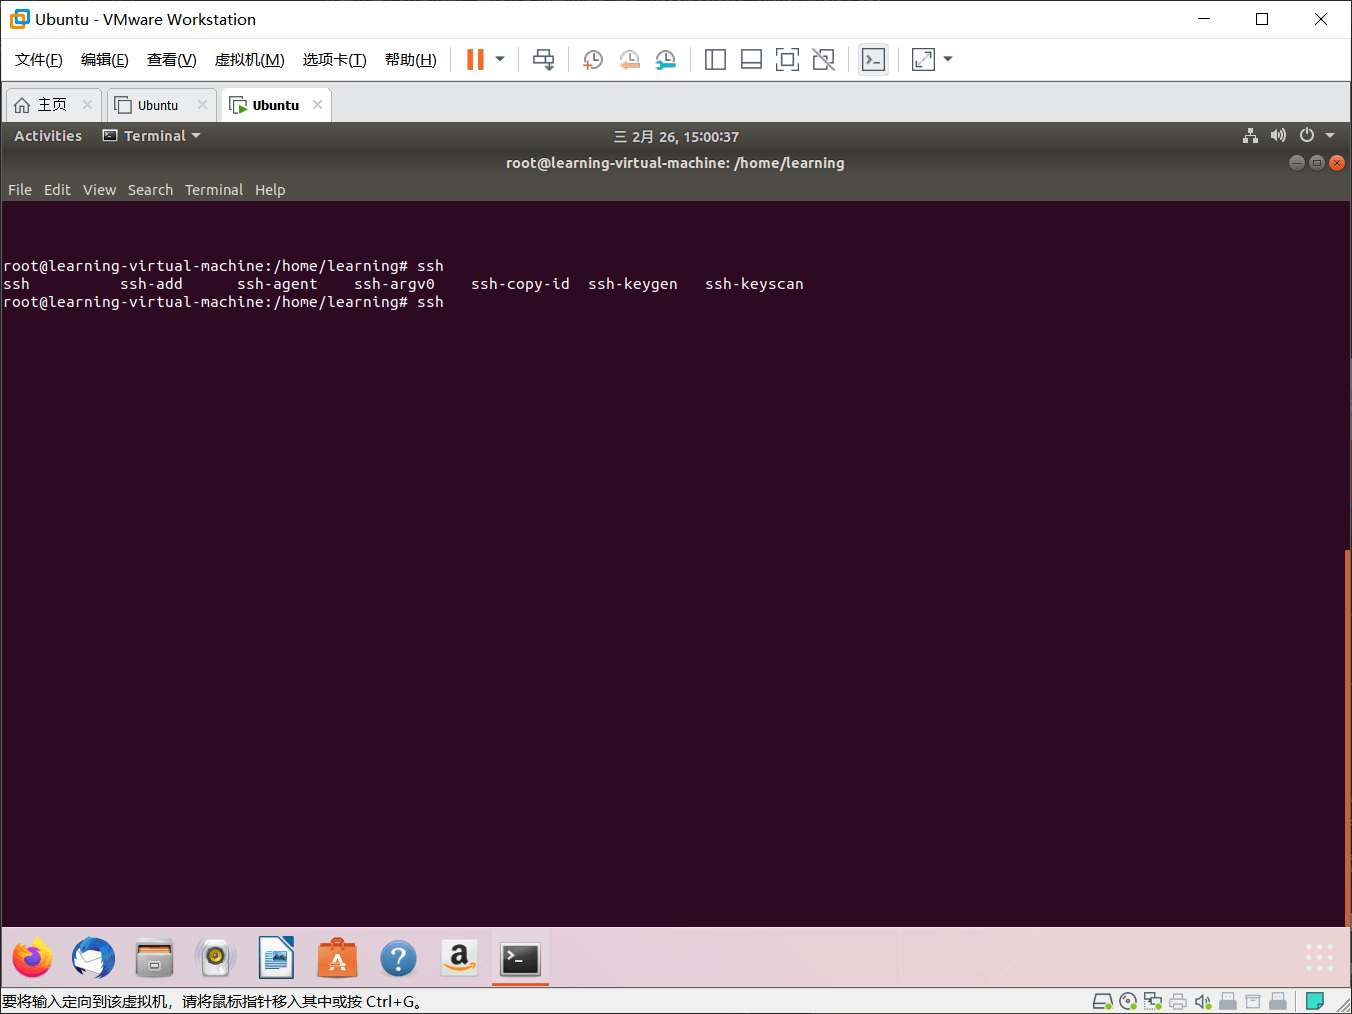 Ubuntu - VMware Workstation
文件(F) 编辑(E) 查看(V) 虚拟机(M) 选项卡(T) 帮助(H)
主页 Ubuntu Ubuntu
Activities Terminal 三 2月 26, 15:00:37
root@learning-virtual-machine: /home/learning
File Edit View Search Terminal Help
root@learning-virtual-machine:/home/learning# ssh
ssh ssh-add ssh-agent ssh-argv0 ssh-copy-id ssh-keygen ssh-keyscan
root@learning-virtual-machine:/home/learning# ssh
要将输入定向到该虚拟机，请将鼠标指针移入其中或按 Ctrl+G。